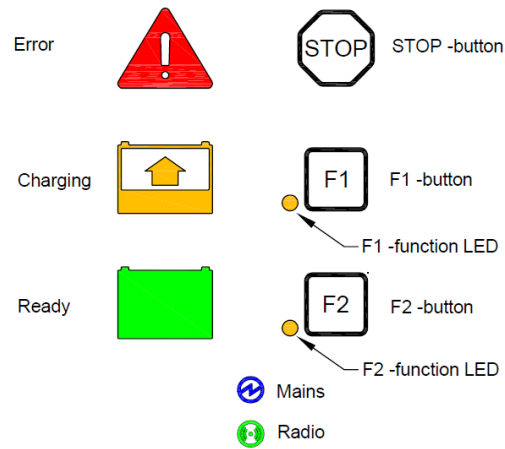 Error
STOP
STOP -button
Charging
F1
F1 -button
F1 -function LED
Ready
F2
F2 -button
F2 -function LED
Mains
Radio